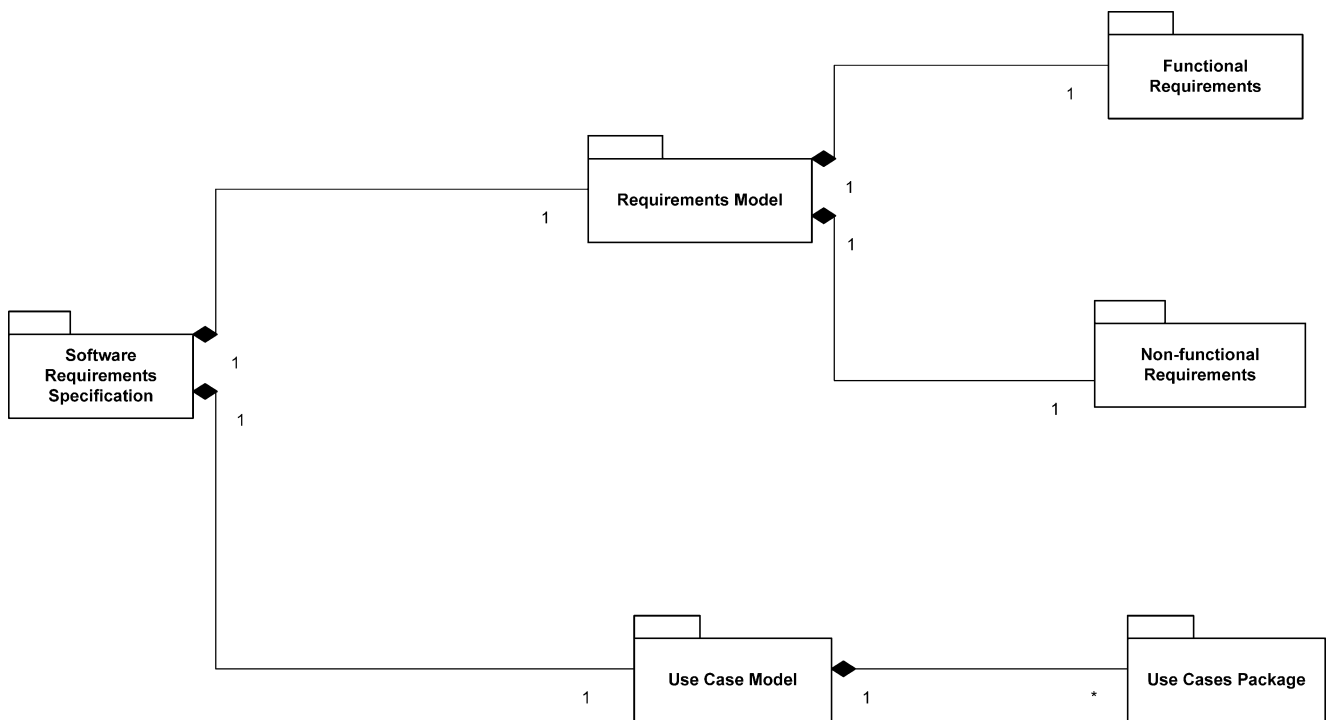 Functional
Requirements
1
Requirements Model
1
1
1
Non-functional
Requirements
1
Software
Requirements
Specification
1
1
Use Case Model
1
1
*
Use Cases Package